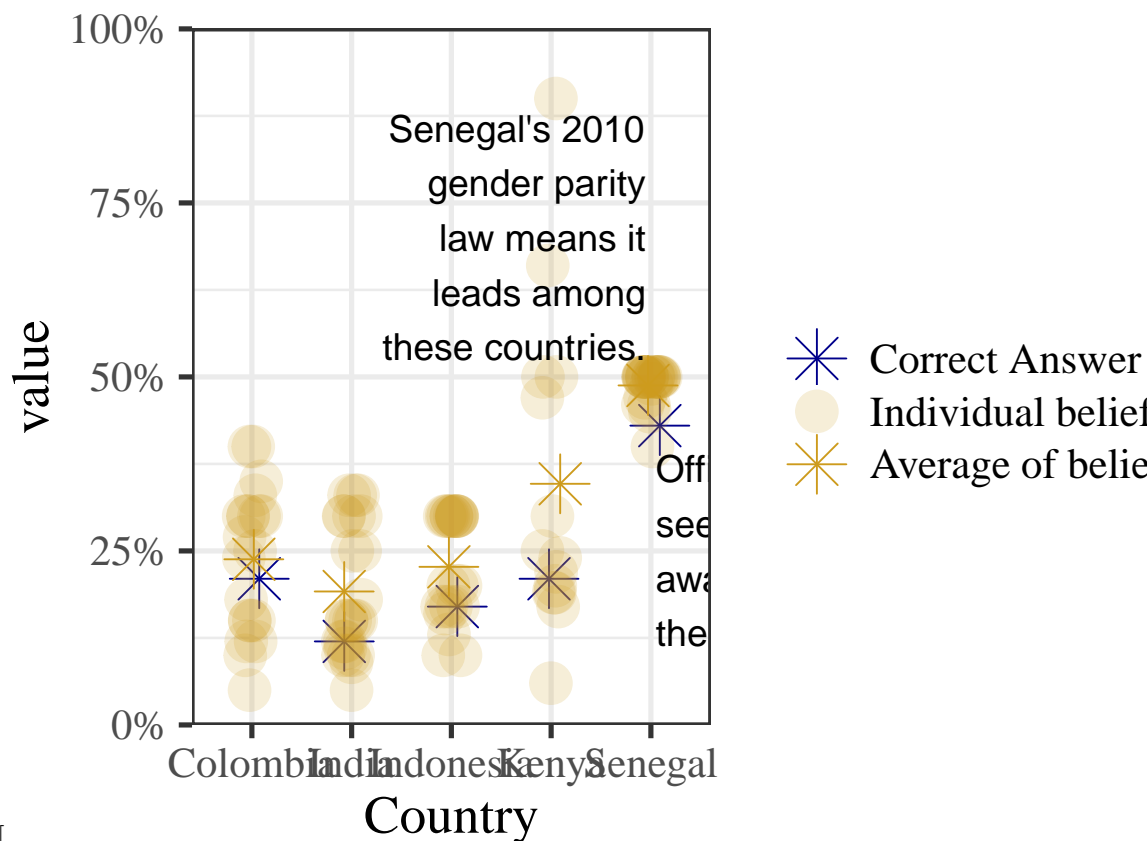 100%
75%
50%
25%
0%
value
Senegal's 2010
gender parity
law means it
leads among
these countries.
Colombia
India
Indonesia
Kenya
Senegal
Country
Correct Answer
Individual belief
Average of belie
Off
see
awa
the